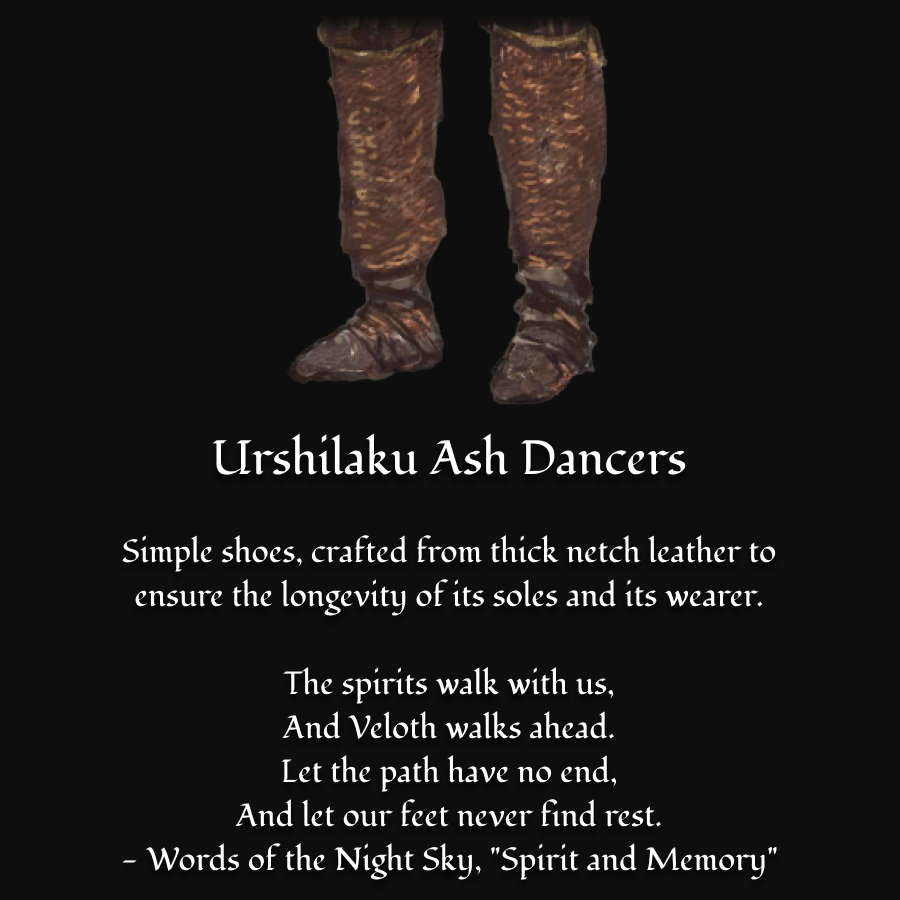 Urshilaku Ash Dancers
Simple shoes, crafted from thick netch leather to
ensure the longevity of its soles and its wearer.
The spirits walk with us,
And Veloth walks ahead.
Let the path have no end,
And let our feet never find rest.
- Words of the Night Sky, "Spirit and Memory"